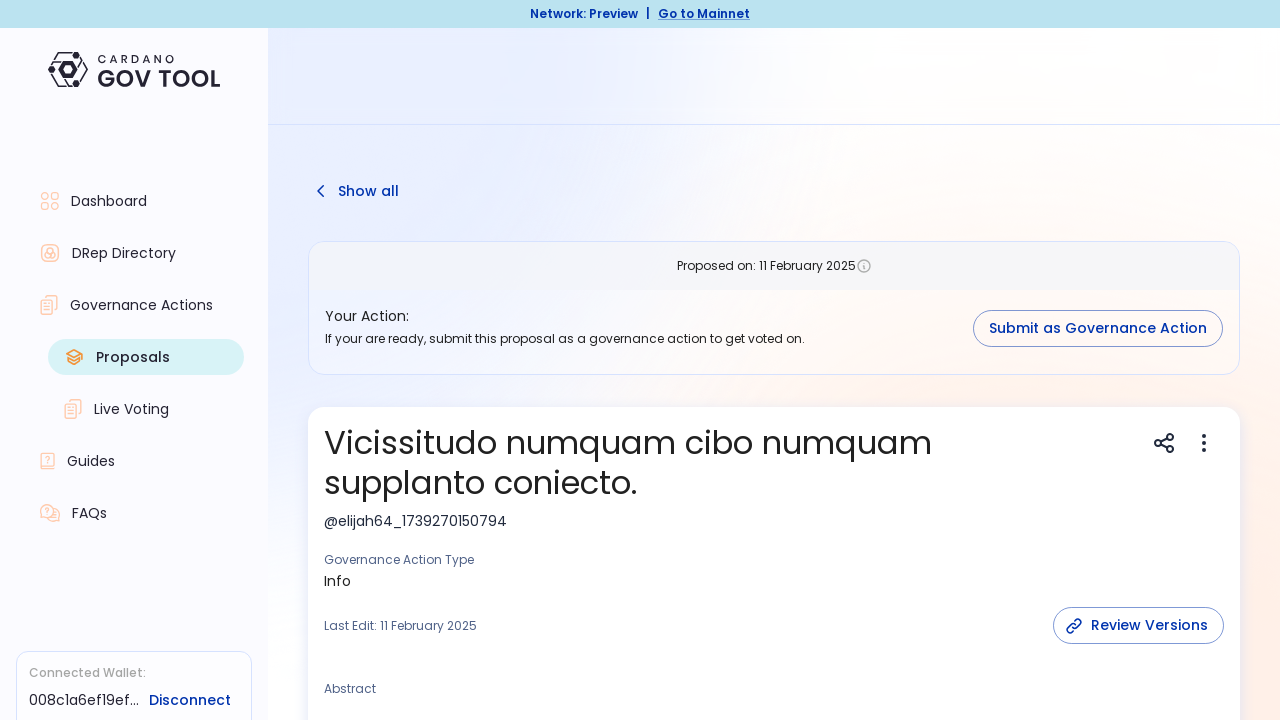 Network: Preview | Go to Mainnet
CARDANO
GOV TOOL
Dashboard
DRep Directory
Governance Actions
Proposals
Live Voting
Guides
FAQs
Connected Wallet:
008c1a6ef19ef... Disconnect
Show all
Proposed on: 11 February 2025
Your Action:
If your are ready, submit this proposal as a governance action to get voted on.
Submit as Governance Action
Vicissitudo numquam cibo numquam
supplanto coniecto.
@elijah64_1739270150794
Governance Action Type
Info
Last Edit: 11 February 2025
Review Versions
Abstract